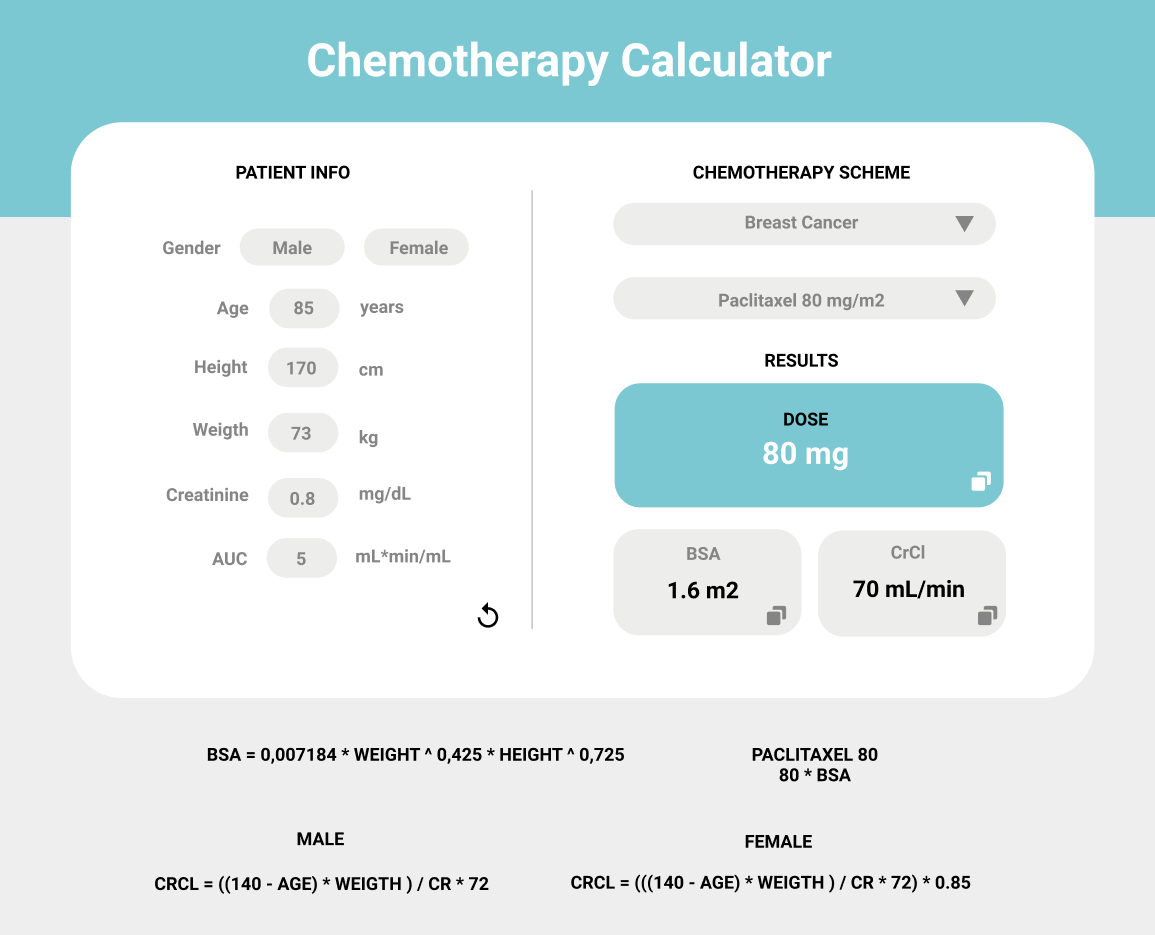 Chemotherapy Calculator
PATIENT INFO
Gender Male Female
Age 85 years
Height 170 cm
Weigth 73 kg
Creatinine 0.8 mg/dL
AUC 5 mL*min/mL
CHEMOTHERAPY SCHEME
Breast Cancer
Paclitaxel 80 mg/m2
RESULTS
DOSE
80 mg
BSA
1.6 m2
CrCl
70 mL/min
BSA = 0,007184 * WEIGHT ^ 0,425 * HEIGHT ^ 0,725
PACLITAXEL 80
80 * BSA
MALE
CRCL = ((140 - AGE) * WEIGTH ) / CR * 72
FEMALE
CRCL = (((140 - AGE) * WEIGTH ) / CR * 72) * 0.85